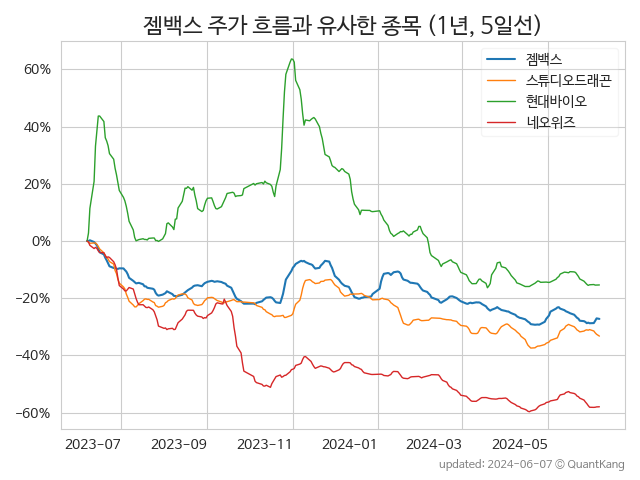 젬백스 주가 흐름과 유사한 종목 (1년, 5일선)
젬백스
스튜디오드래곤
현대바이오
네오위즈
60%
40%
20%
0%
−20%
−40%
−60%
2023-07 2023-09 2023-11 2024-01 2024-03 2024-05
updated: 2024-06-07 © QuantKang